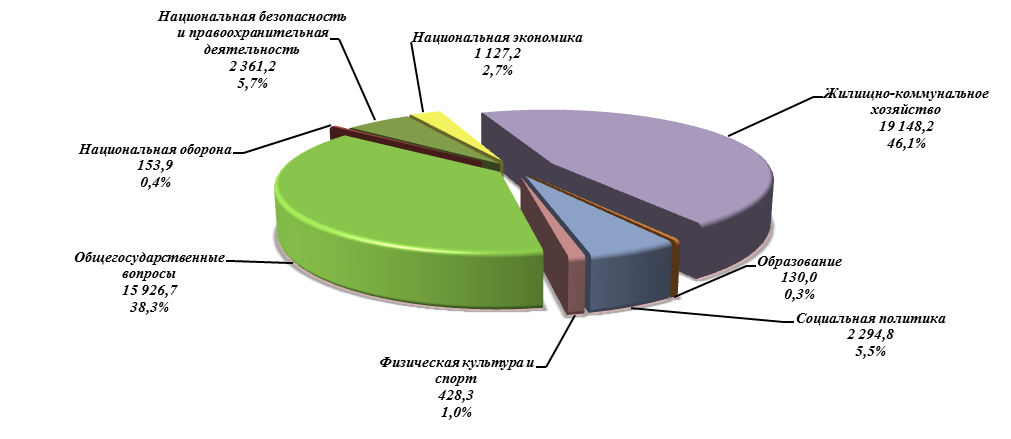 Национальная безопасность
и правоохранительная
деятельность
2 361,2
5,7%
Национальная экономика
1 127,2
2,7%
Жилищно-коммунальное
хозяйство
19 148,2
46,1%
Национальная оборона
153,9
0,4%
Общегосударственные
вопросы
15 926,7
38,3%
Образование
130,0
0,3%
Социальная политика
2 294,8
5,5%
Физическая культура и
спорт
428,3
1,0%